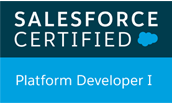 SALESFORCE
CERTIFIED
Platform Developer I